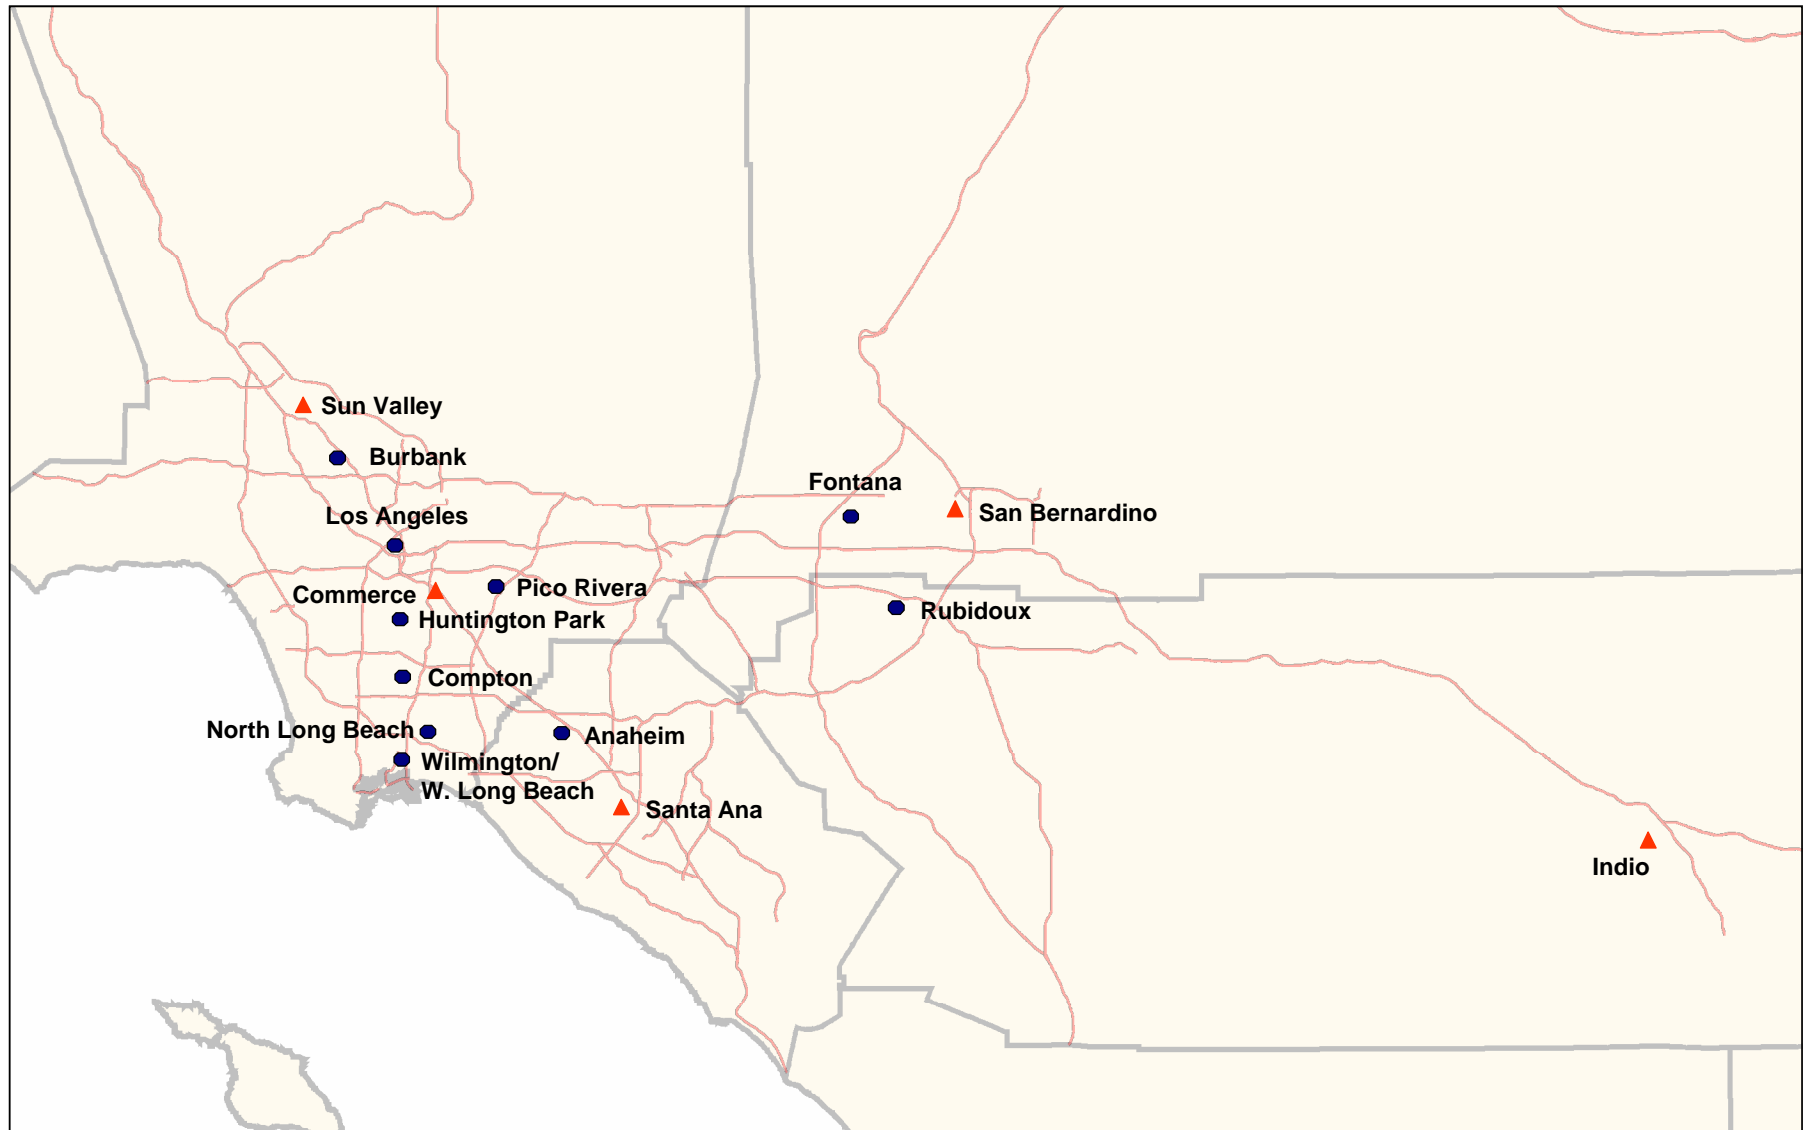 Sun Valley
Burbank
Fontana
Los Angeles
San Bernardino
Pico Rivera
Commerce
Rubidoux
Huntington Park
Compton
North Long Beach
Anaheim
Wilmington/
W. Long Beach
Santa Ana
Indio